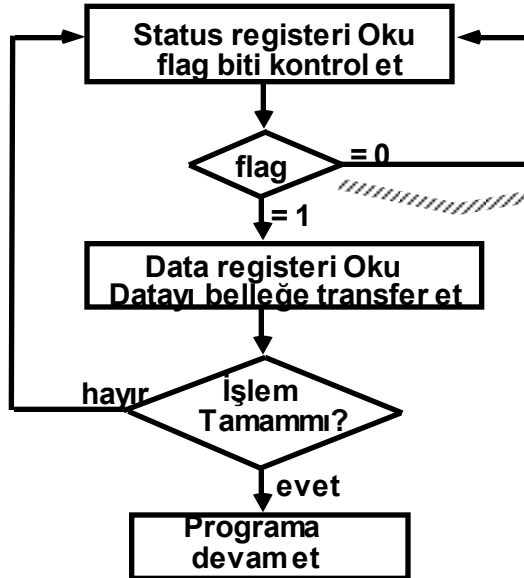 Status registeri Oku
flag biti kontrol et
flag
= 0
= 1
Data registeri Oku
Datayı belleğe transfer et
İşlem
Tamammı?
hayır
evet
Programa
devam et